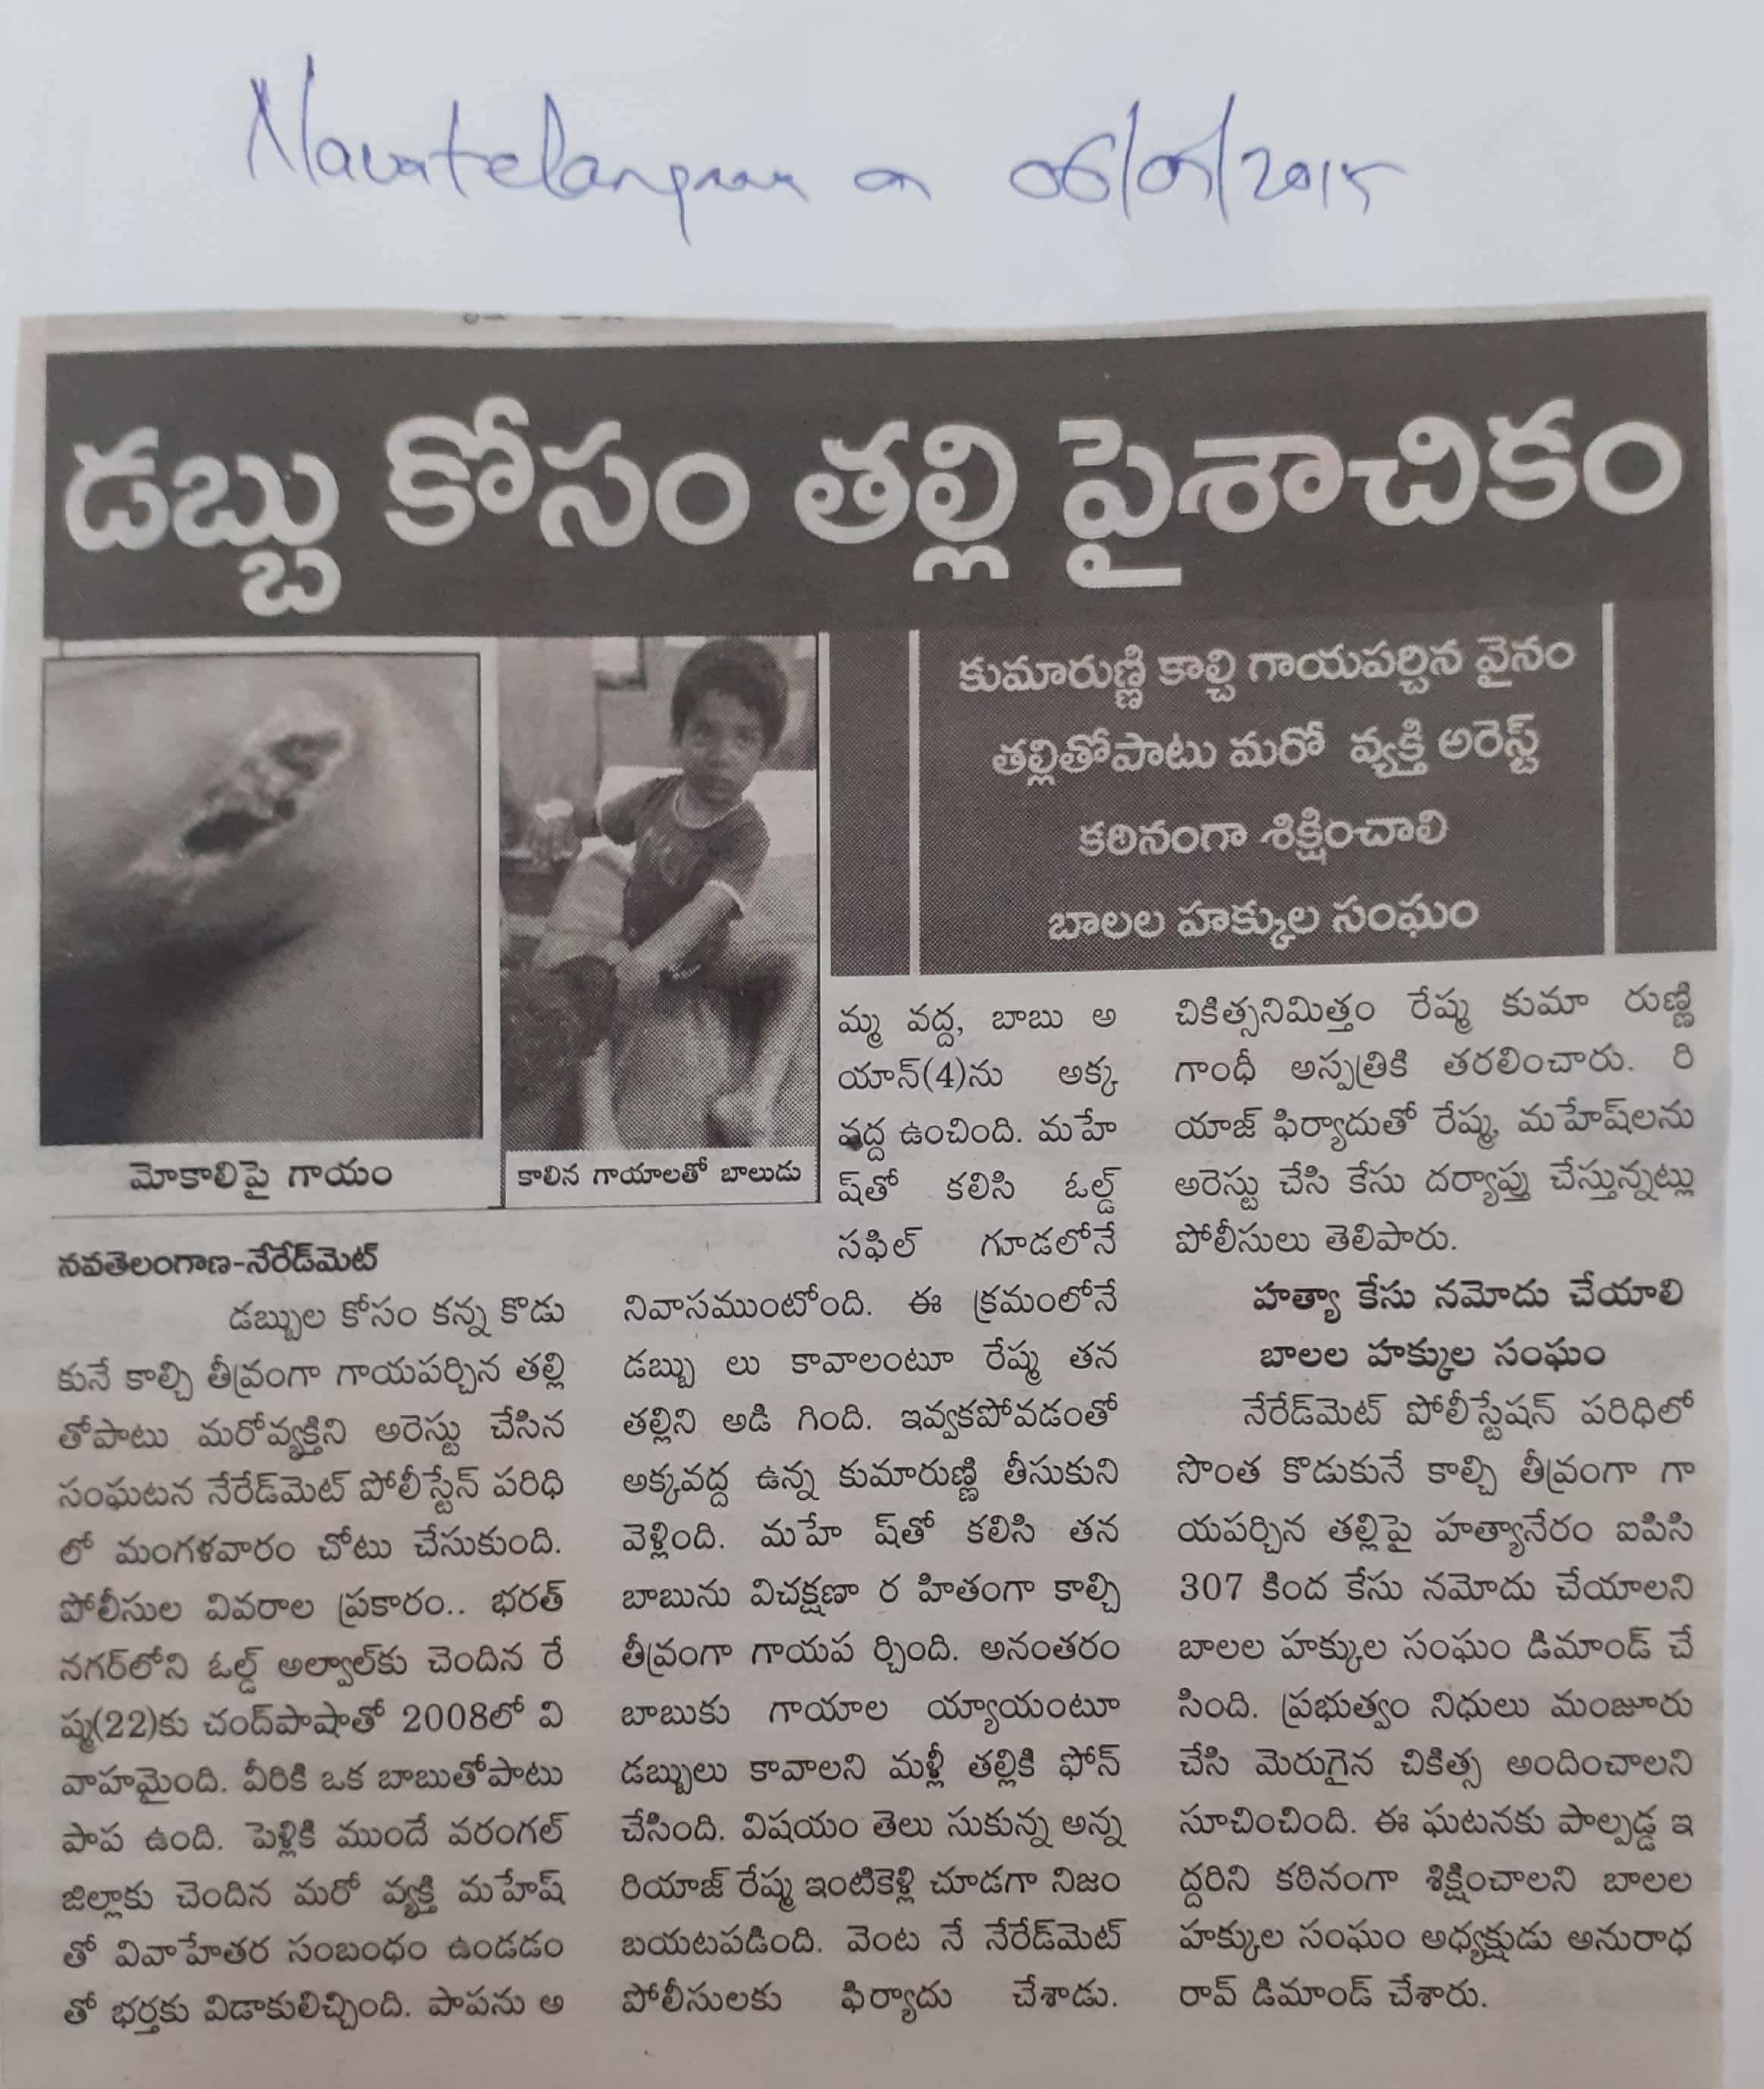 Navatelangana on 06/05/2015
డబ్బు కోసం తల్లి పైశాచికం
కుమారుణ్ణి కాల్చి గాయపర్చిన వైనం
తల్లితోపాటు మరో వ్యక్తి అరెస్ట్
కఠినంగా శిక్షించాలి
బాలల హక్కుల సంఘం
మోకాలిపై గాయం
కాలిన గాయాలతో బాలుడు
నవతెలంగాణ-నేరేడ్‌మెట్
డబ్బుల కోసం కన్న కొడు
కునే కాల్చి తీవ్రంగా గాయపర్చిన తల్లి
తోపాటు మరోవ్యక్తిని అరెస్టు చేసిన
సంఘటన నేరేడ్‌మెట్ పోలీస్టేన్ పరిధి
లో మంగళవారం చోటు చేసుకుంది.
పోలీసుల వివరాల ప్రకారం.. భరత్
నగర్‌లోని ఓల్డ్ అల్వాల్‌కు చెందిన రే
ష్మ(22)కు చంద్‌పాషాతో 2008లో వి
వాహమైంది. వీరికి ఒక బాబుతోపాటు
పాప ఉంది. పెళ్లికి ముందే వరంగల్
జిల్లాకు చెందిన మరో వ్యక్తి మహేష్
తో వివాహేతర సంబంధం ఉండడం
తో భర్తకు విడాకులిచ్చింది. పాపను అ
మ్మ వద్ద, బాబు అ
యాన్(4)ను అక్క
వద్ద ఉంచింది. మహే
ష్‌తో కలిసి ఓల్డ్
సఫిల్ గూడలోనే
నివాసముంటోంది. ఈ క్రమంలోనే
డబ్బు లు కావాలంటూ రేష్మ తన
తల్లిని అడి గింది. ఇవ్వకపోవడంతో
అక్కవద్ద ఉన్న కుమారుణ్ణి తీసుకుని
వెళ్లింది. మహే ష్‌తో కలిసి తన
బాబును విచక్షణా ర హితంగా కాల్చి
తీవ్రంగా గాయప ర్చింది. అనంతరం
బాబుకు గాయాల య్యాయంటూ
డబ్బులు కావాలని మళ్లీ తల్లికి ఫోన్
చేసింది. విషయం తెలు సుకున్న అన్న
రియాజ్ రేష్మ ఇంటికెళ్లి చూడగా నిజం
బయటపడింది. వెంట నే నేరేడ్‌మెట్
పోలీసులకు ఫిర్యాదు చేశాడు.
చికిత్సనిమిత్తం రేష్మ కుమా రుణ్ణి
గాంధీ అస్పత్రికి తరలించారు. రి
యాజ్ ఫిర్యాదుతో రేష్మ, మహేష్‌లను
అరెస్టు చేసి కేసు దర్యాప్తు చేస్తున్నట్లు
పోలీసులు తెలిపారు.
హత్యా కేసు నమోదు చేయాలి
బాలల హక్కుల సంఘం
నేరేడ్‌మెట్ పోలీస్టేషన్ పరిధిలో
సొంత కొడుకునే కాల్చి తీవ్రంగా గా
యపర్చిన తల్లిపై హత్యానేరం ఐపిసి
307 కింద కేసు నమోదు చేయాలని
బాలల హక్కుల సంఘం డిమాండ్ చే
సింది. ప్రభుత్వం నిధులు మంజూరు
చేసి మెరుగైన చికిత్స అందించాలని
సూచించింది. ఈ ఘటనకు పాల్పడ్డ ఇ
ద్దరిని కఠినంగా శిక్షించాలని బాలల
హక్కుల సంఘం అధ్యక్షుడు అనురాధ
రావ్ డిమాండ్ చేశారు.